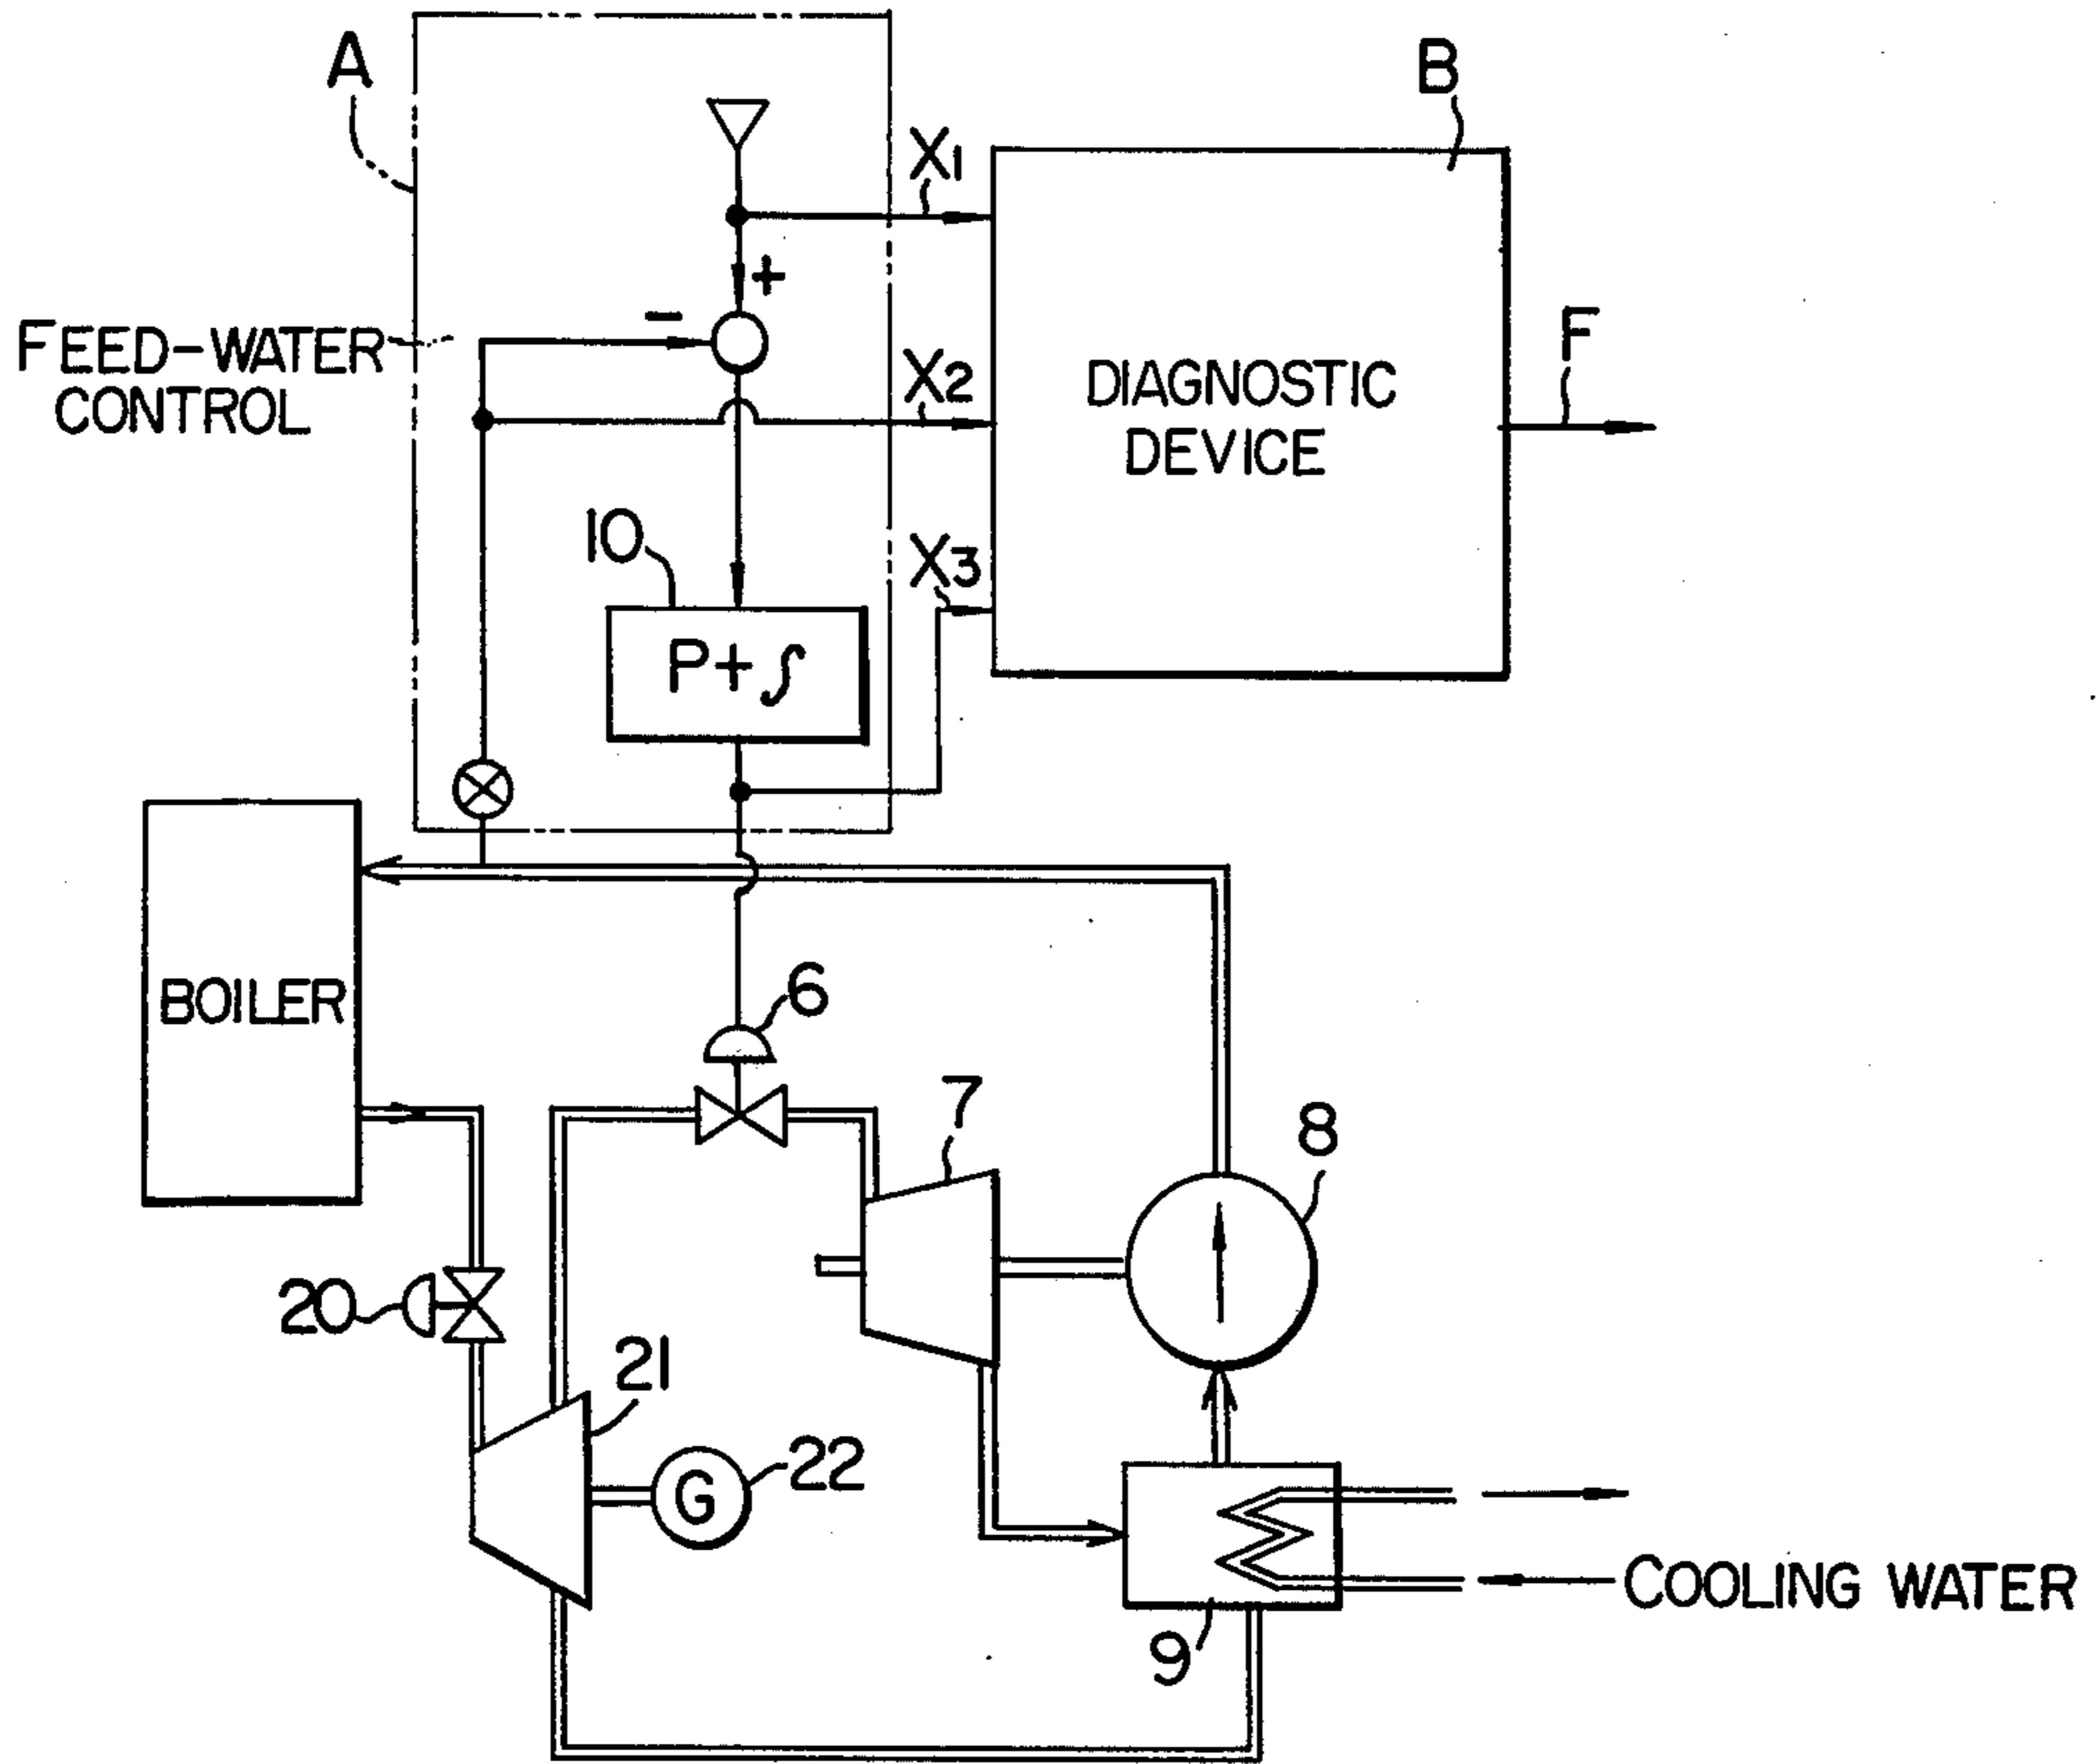 A
B
X1
+
-
FEED-WATER
CONTROL
X2
F
DIAGNOSTIC
DEVICE
10
X3
P+∫
BOILER
6
7
8
20
21
22
G
COOLING WATER
9